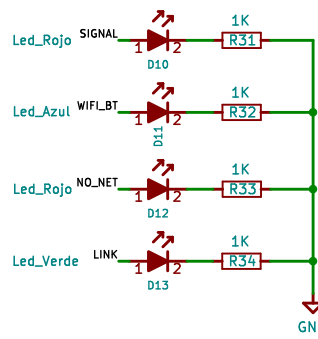 1K
Led_Rojo SIGNAL 1 2 R31
D10
1K
Led_Azul WIFI_BT 1 2 R32
D11
1K
Led_Rojo NO_NET 1 2 R33
D12
1K
Led_Verde LINK 1 2 R34
D13
GN